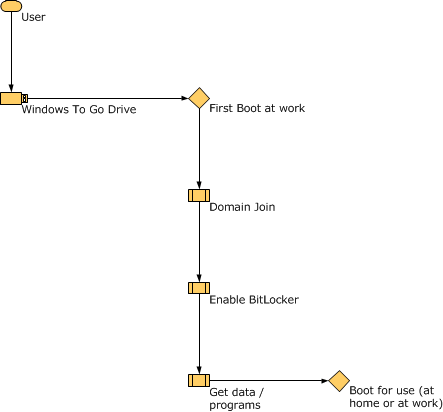 User
Windows To Go Drive
First Boot at work
Domain Join
Enable BitLocker
Get data /
programs
Boot for use (at
home or at work)